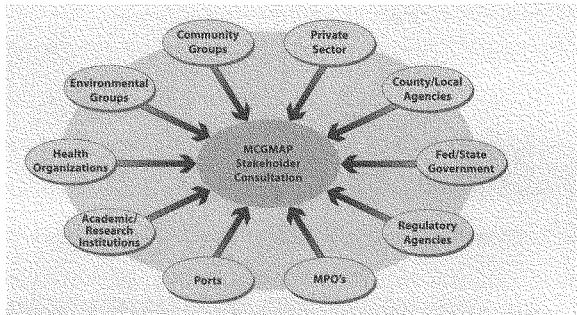 Community
Groups
Private
Sector
Environmental
Groups
County/Local
Agencies
MCGMAP
Stakeholder
Consultation
Health
Organizations
Fed/State
Government
Academic/
Research
Institutions
Regulatory
Agencies
Ports
MPO's